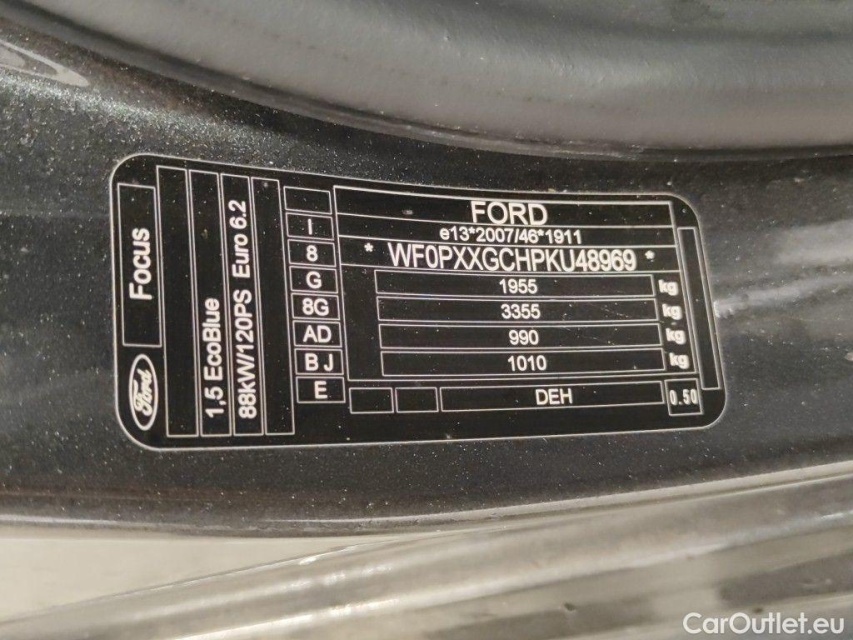 FORD
e13*2007/46*1911
* WF0PXXGCHPKU48969 *
1955 kg
3355 kg
990 kg
1010 kg
DEH 0.50
I
8
G
8G
AD
BJ
E
Focus
Ford
1,5 EcoBlue
88kW/120PS Euro 6.2
CarOutlet.eu